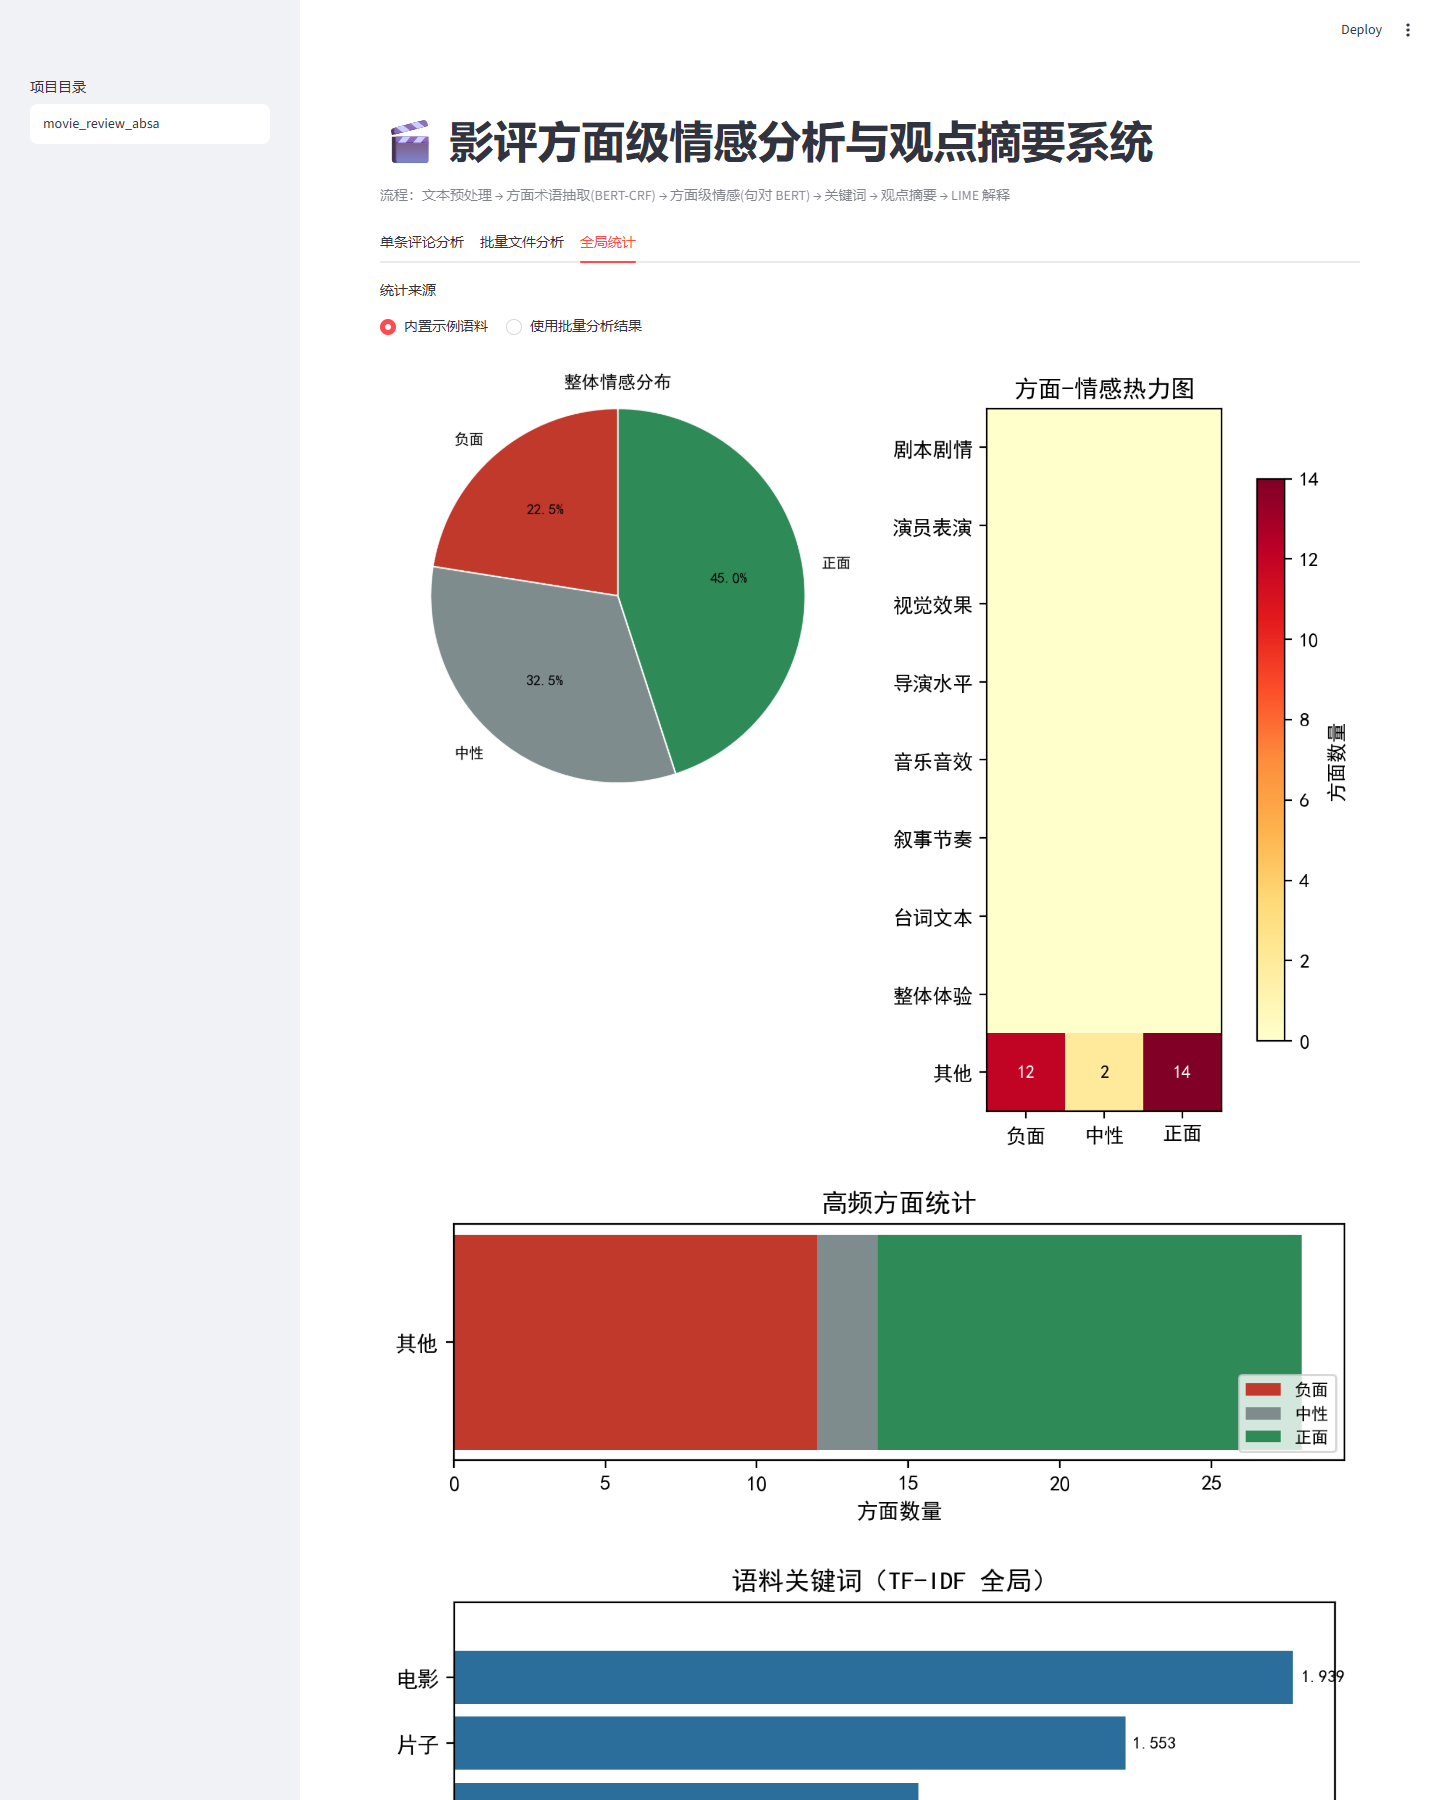 Deploy
项目目录
movie_review_absa
影评方面级情感分析与观点摘要系统
流程：文本预处理 → 方面术语抽取(BERT-CRF) → 方面级情感(句对 BERT) → 关键词 → 观点摘要 → LIME 解释
单条评论分析 批量文件分析 全局统计
统计来源
内置示例语料 使用批量分析结果
整体情感分布
负面
22.5%
正面
45.0%
32.5%
中性
方面-情感热力图
剧本剧情
演员表演
视觉效果
导演水平
音乐音效
叙事节奏
台词文本
整体体验
其他
12 2 14
负面 中性 正面
14
12
10
8
6
4
2
0
方面数量
高频方面统计
其他
负面
中性
正面
0 5 10 15 20 25
方面数量
语料关键词（TF-IDF 全局）
电影 1.939
片子 1.553